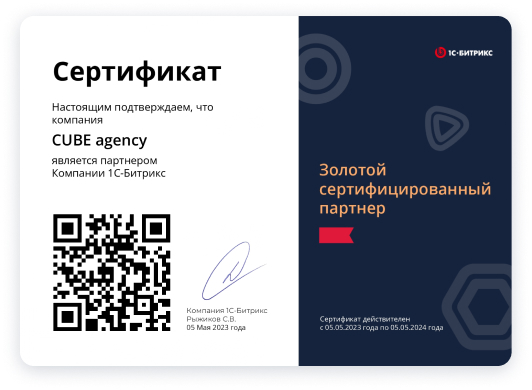 Сертификат
Настоящим подтверждаем, что
компания
CUBE agency
является партнером
Компании 1С-Битрикс
Компания 1С-Битрикс
Рыжиков С.В.
05 Мая 2023 года
1С-БИТРИКС
Золотой
сертифицированный
партнер
Сертификат действителен
с 05.05.2023 года по 05.05.2024 года